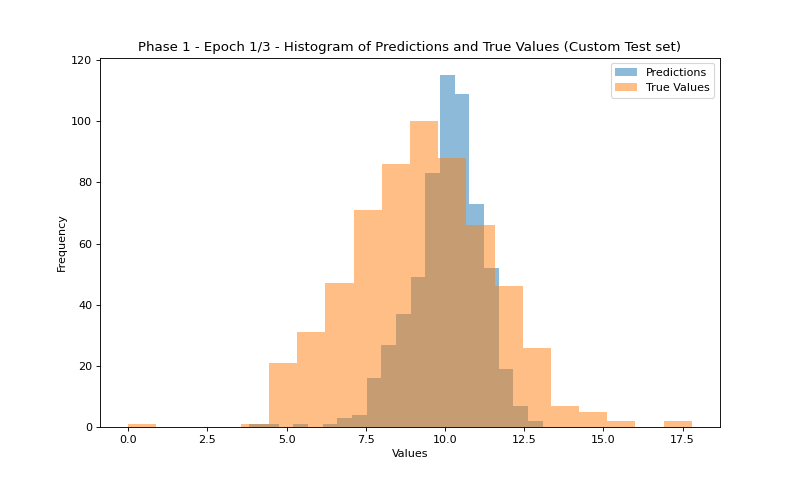 Phase 1 - Epoch 1/3 - Histogram of Predictions and True Values (Custom Test set)
Predictions
True Values
120
100
80
60
40
20
0
Frequency
0.0 2.5 5.0 7.5 10.0 12.5 15.0 17.5
Values